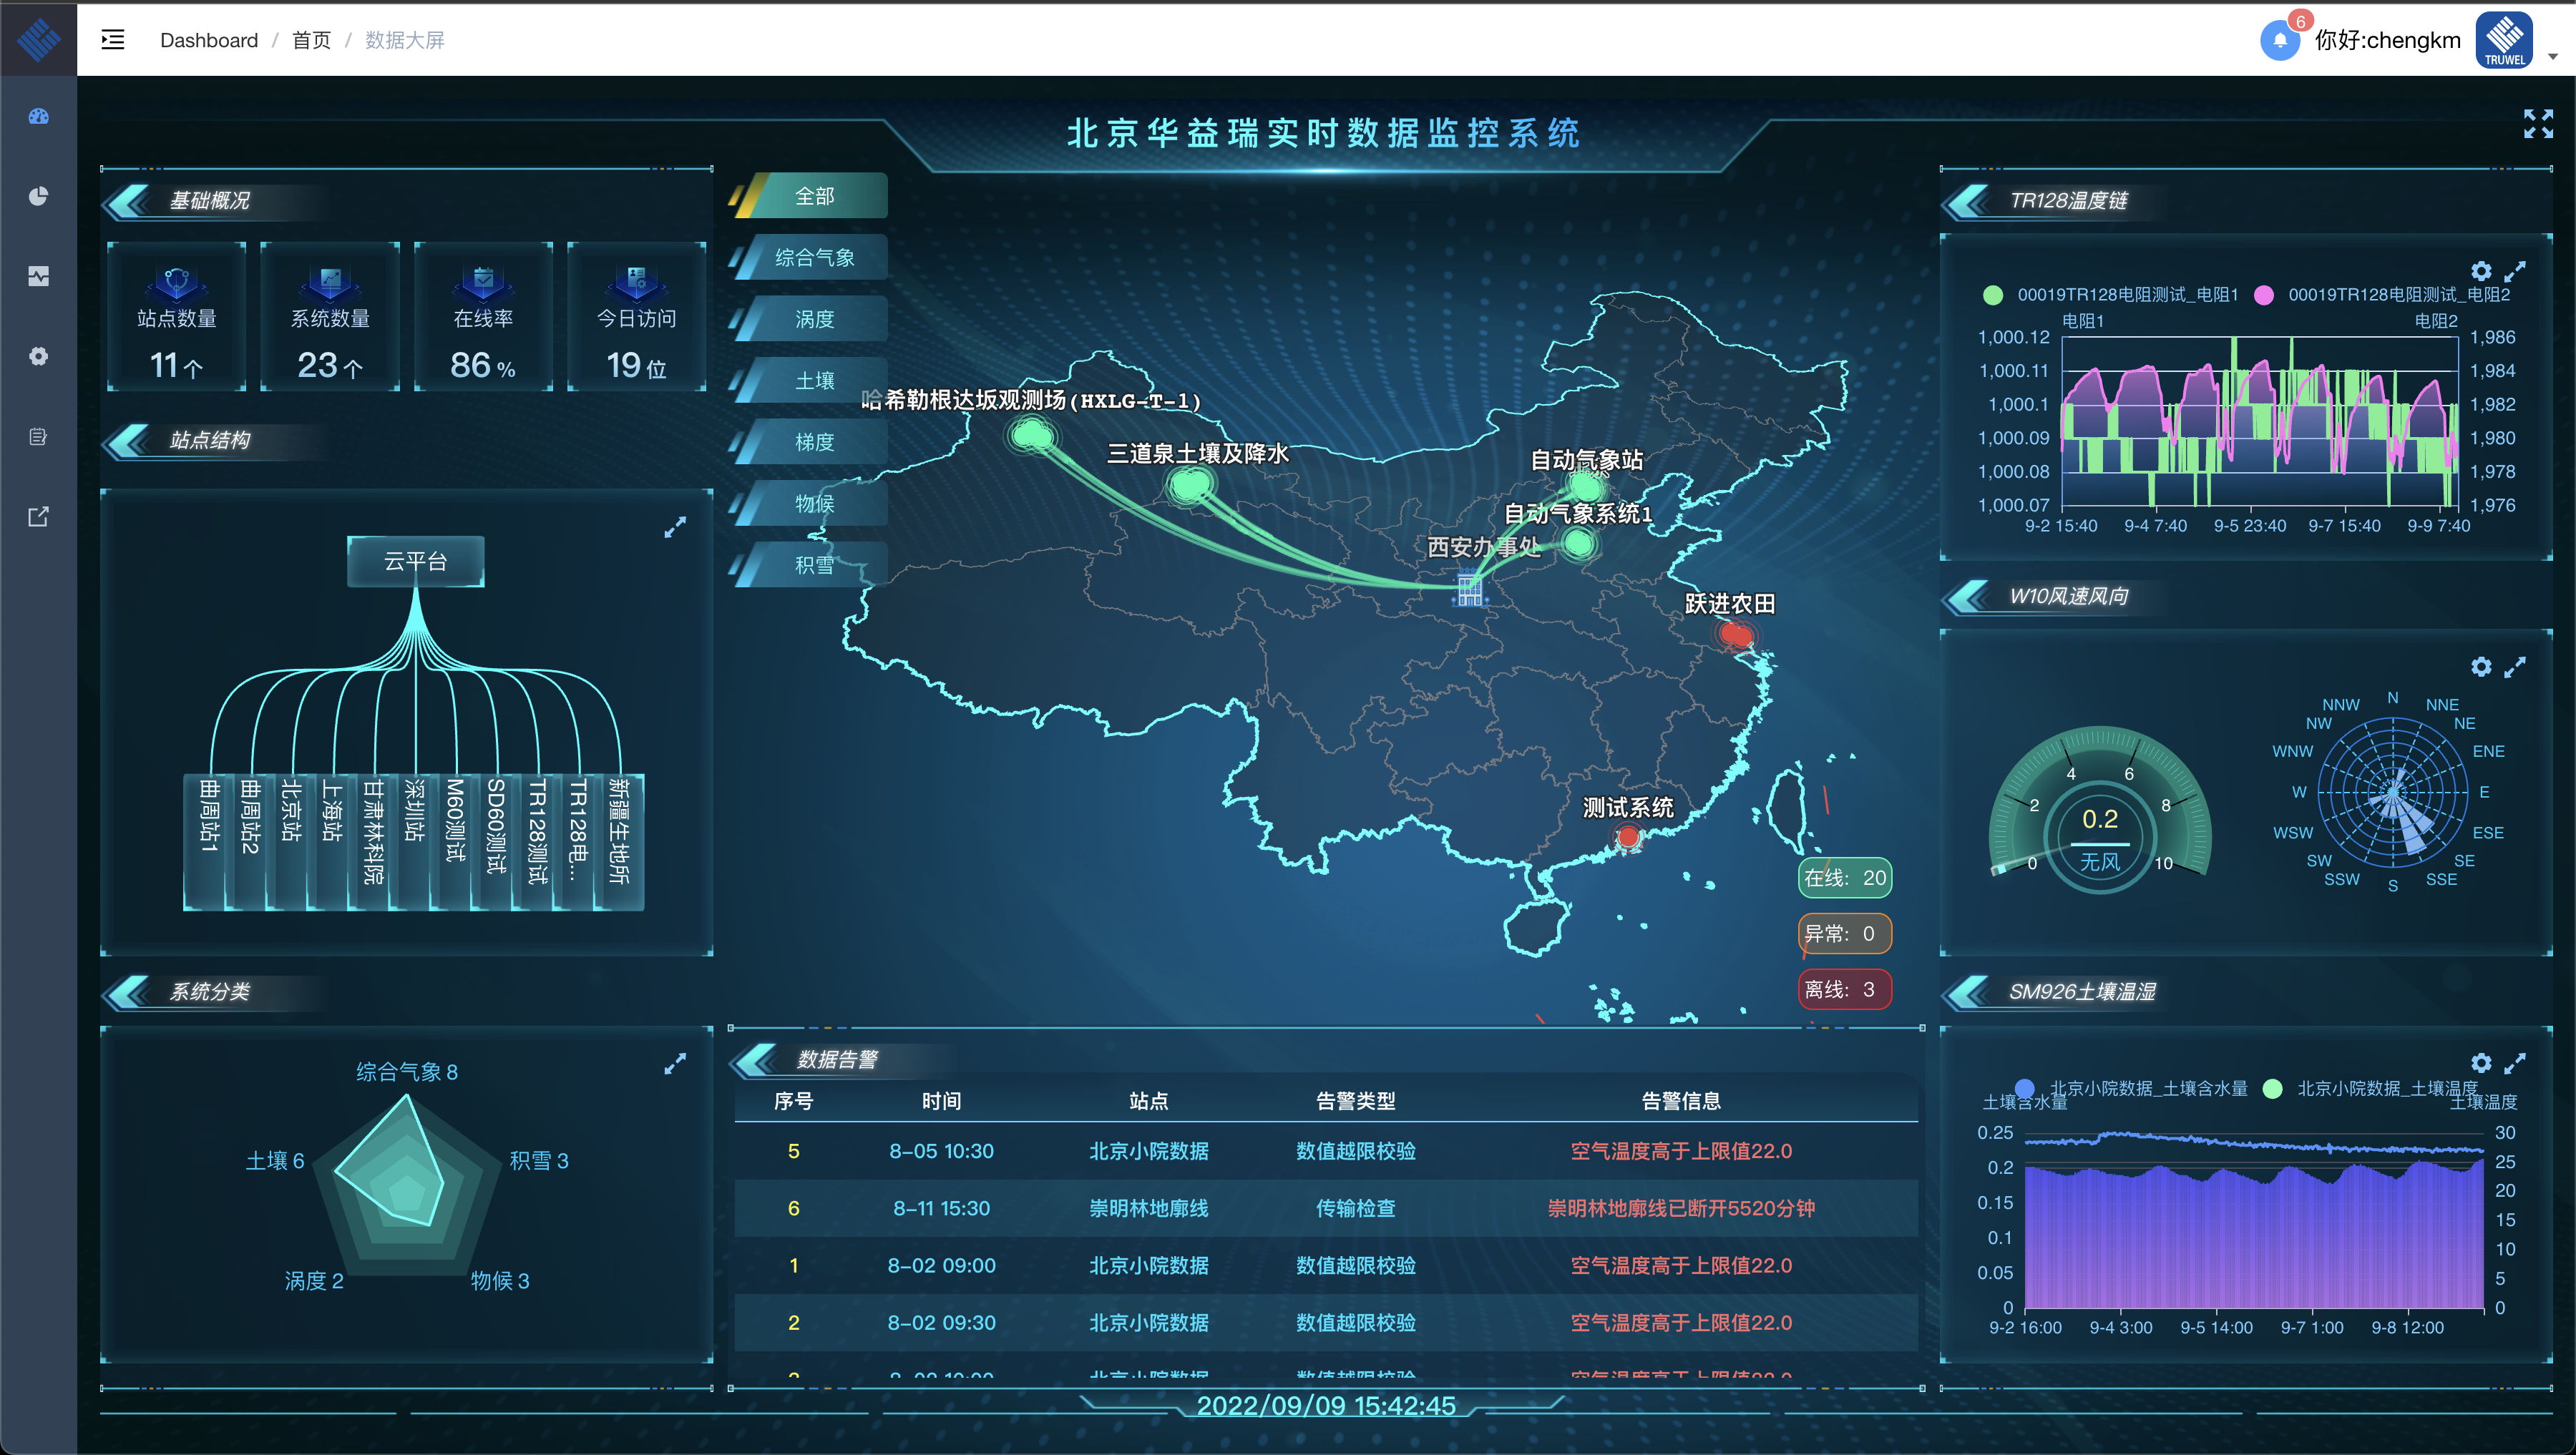 Dashboard / 首页 / 数据大屏
6
你好:chengkm
TRUWEL
北京华益瑞实时数据监控系统
基础概况
站点数量
11个
系统数量
23个
在线率
86%
今日访问
19位
站点结构
云平台
曲周站1
曲周站2
北京站
上海站
甘肃林科院
深圳站
M60测试
SD60测试
TR128测试
TR128电...
新疆生地所
系统分类
综合气象 8
土壤 6
积雪 3
涡度 2
物候 3
全部
综合气象
涡度
土壤
梯度
物候
积雪
哈希勒根达坂观测场(HXLG-T-1)
三道泉土壤及降水
自动气象站
自动气象系统1
西安办事处
跃进农田
测试系统
在线: 20
异常: 0
离线: 3
数据告警
序号 时间 站点 告警类型 告警信息
5 8-05 10:30 北京小院数据 数值越限校验 空气温度高于上限值22.0
6 8-11 15:30 崇明林地廓线 传输检查 崇明林地廓线已断开5520分钟
1 8-02 09:00 北京小院数据 数值越限校验 空气温度高于上限值22.0
2 8-02 09:30 北京小院数据 数值越限校验 空气温度高于上限值22.0
2022/09/09 15:42:45
TR128温度链
00019TR128电阻测试_电阻1 00019TR128电阻测试_电阻2
电阻1 电阻2
1,000.12 1,986
1,000.11 1,984
1,000.1 1,982
1,000.09 1,980
1,000.08 1,978
1,000.07 1,976
9-2 15:40 9-4 7:40 9-5 23:40 9-7 15:40 9-9 7:40
W10风速风向
0 2 4 6 8 10
0.2
无风
N
NNE
NE
ENE
E
ESE
SE
SSE
S
SSW
SW
WSW
W
WNW
NW
NNW
SM926土壤温湿
北京小院数据_土壤含水量 北京小院数据_土壤温度
土壤含水量 土壤温度
0.25 30
0.2 25
20
0.15 15
0.1 10
0.05 5
0 0
9-2 16:00 9-4 3:00 9-5 14:00 9-7 1:00 9-8 12:00